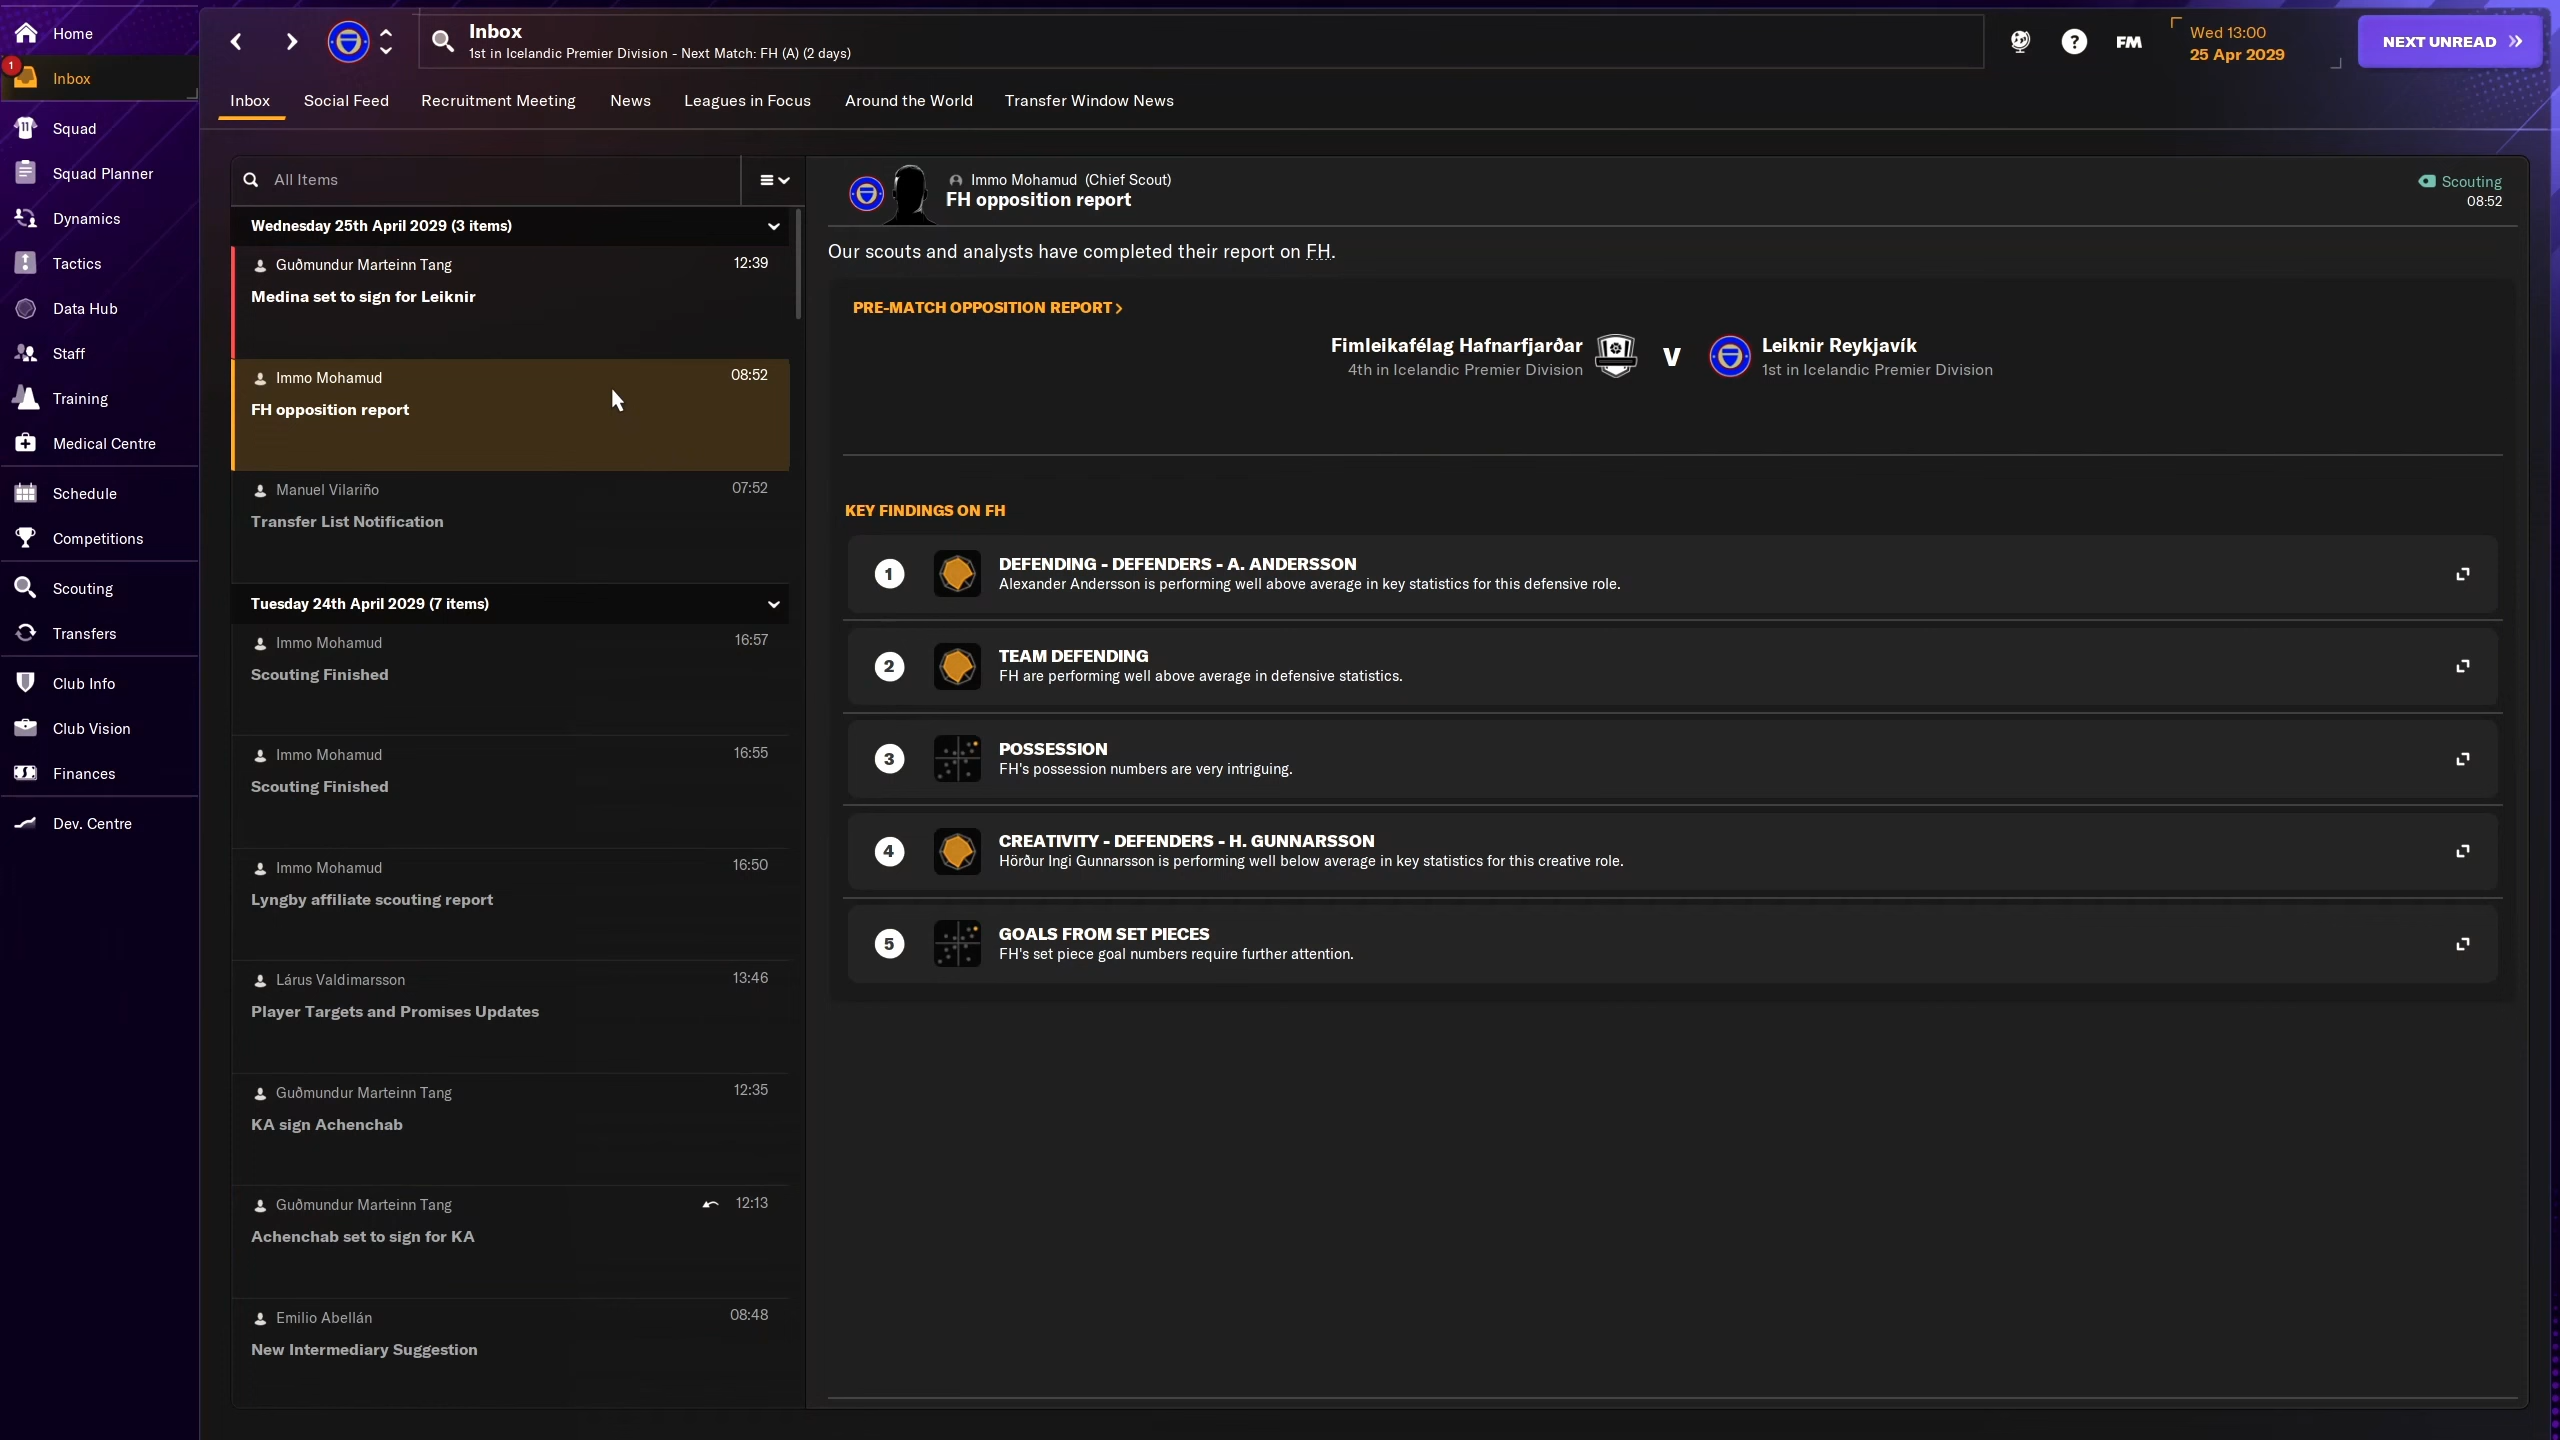 Home
1
Inbox
Squad
Squad Planner
Dynamics
Tactics
Data Hub
Staff
Training
Medical Centre
Schedule
Competitions
Scouting
Transfers
Club Info
Club Vision
Finances
Dev. Centre
Inbox
1st in Icelandic Premier Division - Next Match: FH (A) (2 days)
?
FM
Wed 13:00
25 Apr 2029
NEXT UNREAD
Inbox
Social Feed
Recruitment Meeting
News
Leagues in Focus
Around the World
Transfer Window News
All Items
Wednesday 25th April 2029 (3 items)
Guðmundur Marteinn Tang 12:39
Medina set to sign for Leiknir
Immo Mohamud 08:52
FH opposition report
Manuel Vilariño 07:52
Transfer List Notification
Tuesday 24th April 2029 (7 items)
Immo Mohamud 16:57
Scouting Finished
Immo Mohamud 16:55
Scouting Finished
Immo Mohamud 16:50
Lyngby affiliate scouting report
Lárus Valdimarsson 13:46
Player Targets and Promises Updates
Guðmundur Marteinn Tang 12:35
KA sign Achenchab
Guðmundur Marteinn Tang 12:13
Achenchab set to sign for KA
Emilio Abellán 08:48
New Intermediary Suggestion
Immo Mohamud (Chief Scout)
FH opposition report
Scouting
08:52
Our scouts and analysts have completed their report on FH.
PRE-MATCH OPPOSITION REPORT >
Fimleikafélag Hafnarfjarðar
4th in Icelandic Premier Division
V
Leiknir Reykjavík
1st in Icelandic Premier Division
KEY FINDINGS ON FH
1
DEFENDING - DEFENDERS - A. ANDERSSON
Alexander Andersson is performing well above average in key statistics for this defensive role.
2
TEAM DEFENDING
FH are performing well above average in defensive statistics.
3
POSSESSION
FH's possession numbers are very intriguing.
4
CREATIVITY - DEFENDERS - H. GUNNARSSON
Hörður Ingi Gunnarsson is performing well below average in key statistics for this creative role.
5
GOALS FROM SET PIECES
FH's set piece goal numbers require further attention.